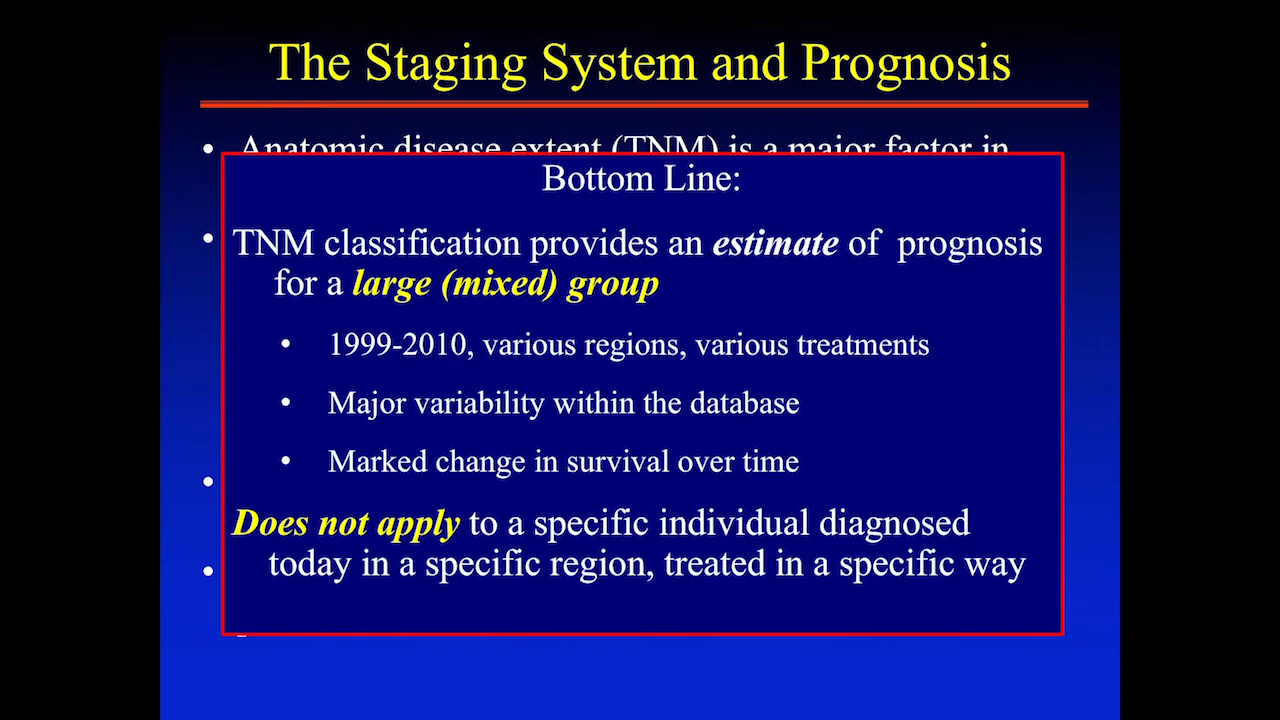 The Staging System and Prognosis
• Anatomic disease extent (TNM) is a major factor in
Bottom Line:
• TNM classification provides an estimate of prognosis
for a large (mixed) group
• 1999-2010, various regions, various treatments
• Major variability within the database
• Marked change in survival over time
Does not apply to a specific individual diagnosed
today in a specific region, treated in a specific way